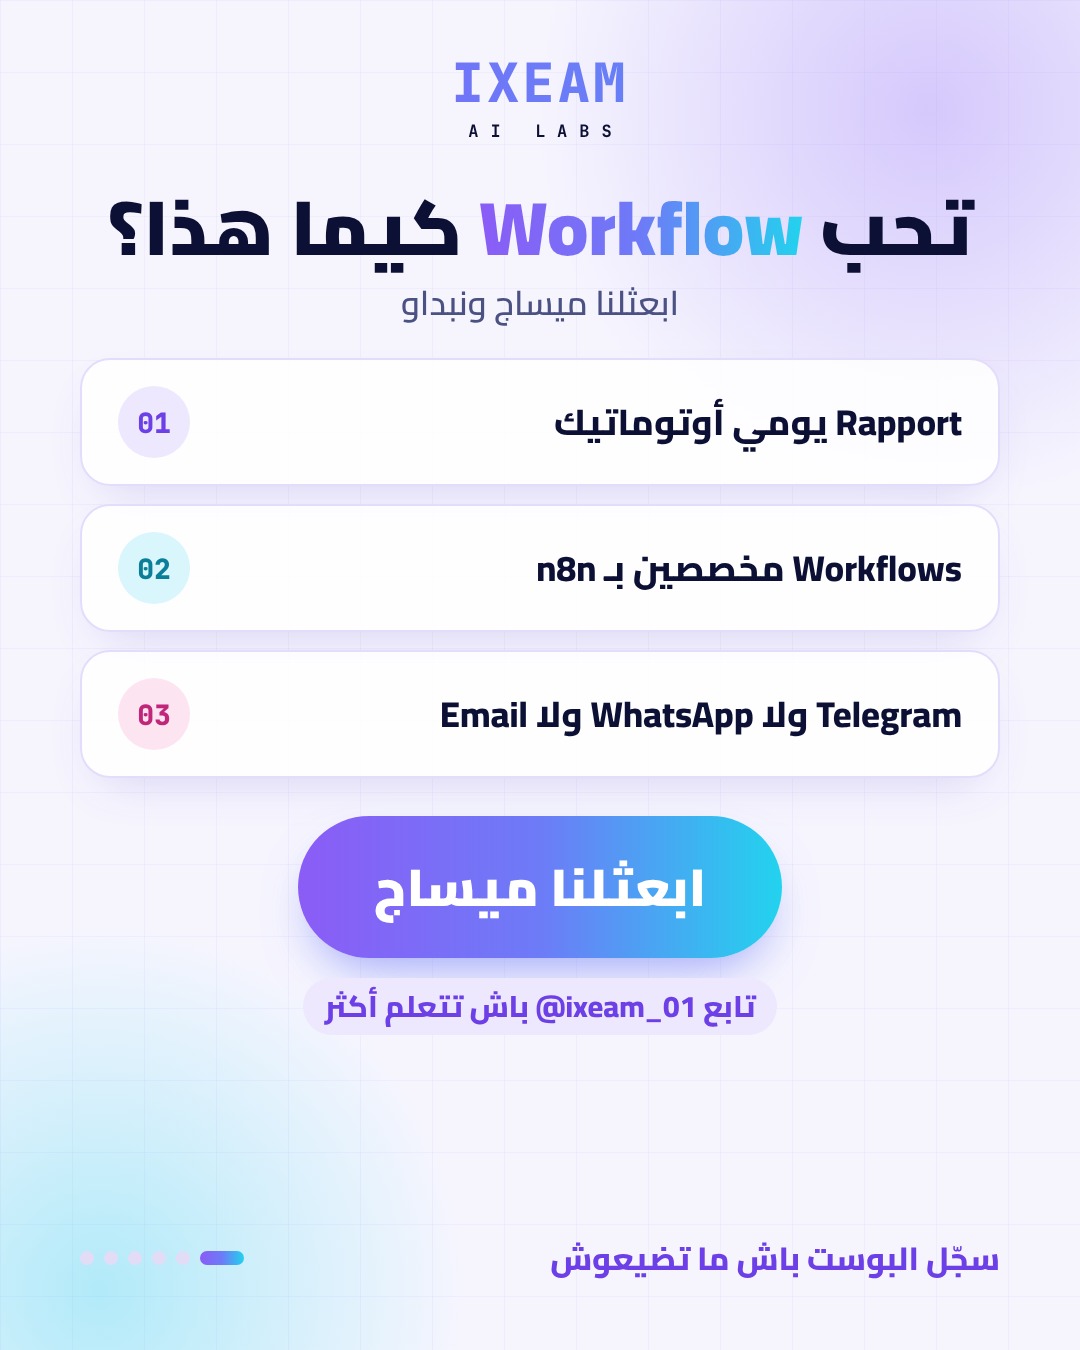 IXEAM
AI LABS
تحب Workflow كيما هذا؟
ابعثلنا ميساج ونبداو
Rapport يومي أوتوماتيك
01
Workflows مخصصين بـ n8n
02
Telegram ولا WhatsApp ولا Email
03
ابعثلنا ميساج
تابع @ixeam_01 باش تتعلم أكثر
سجّل البوست باش ما تضيعوش